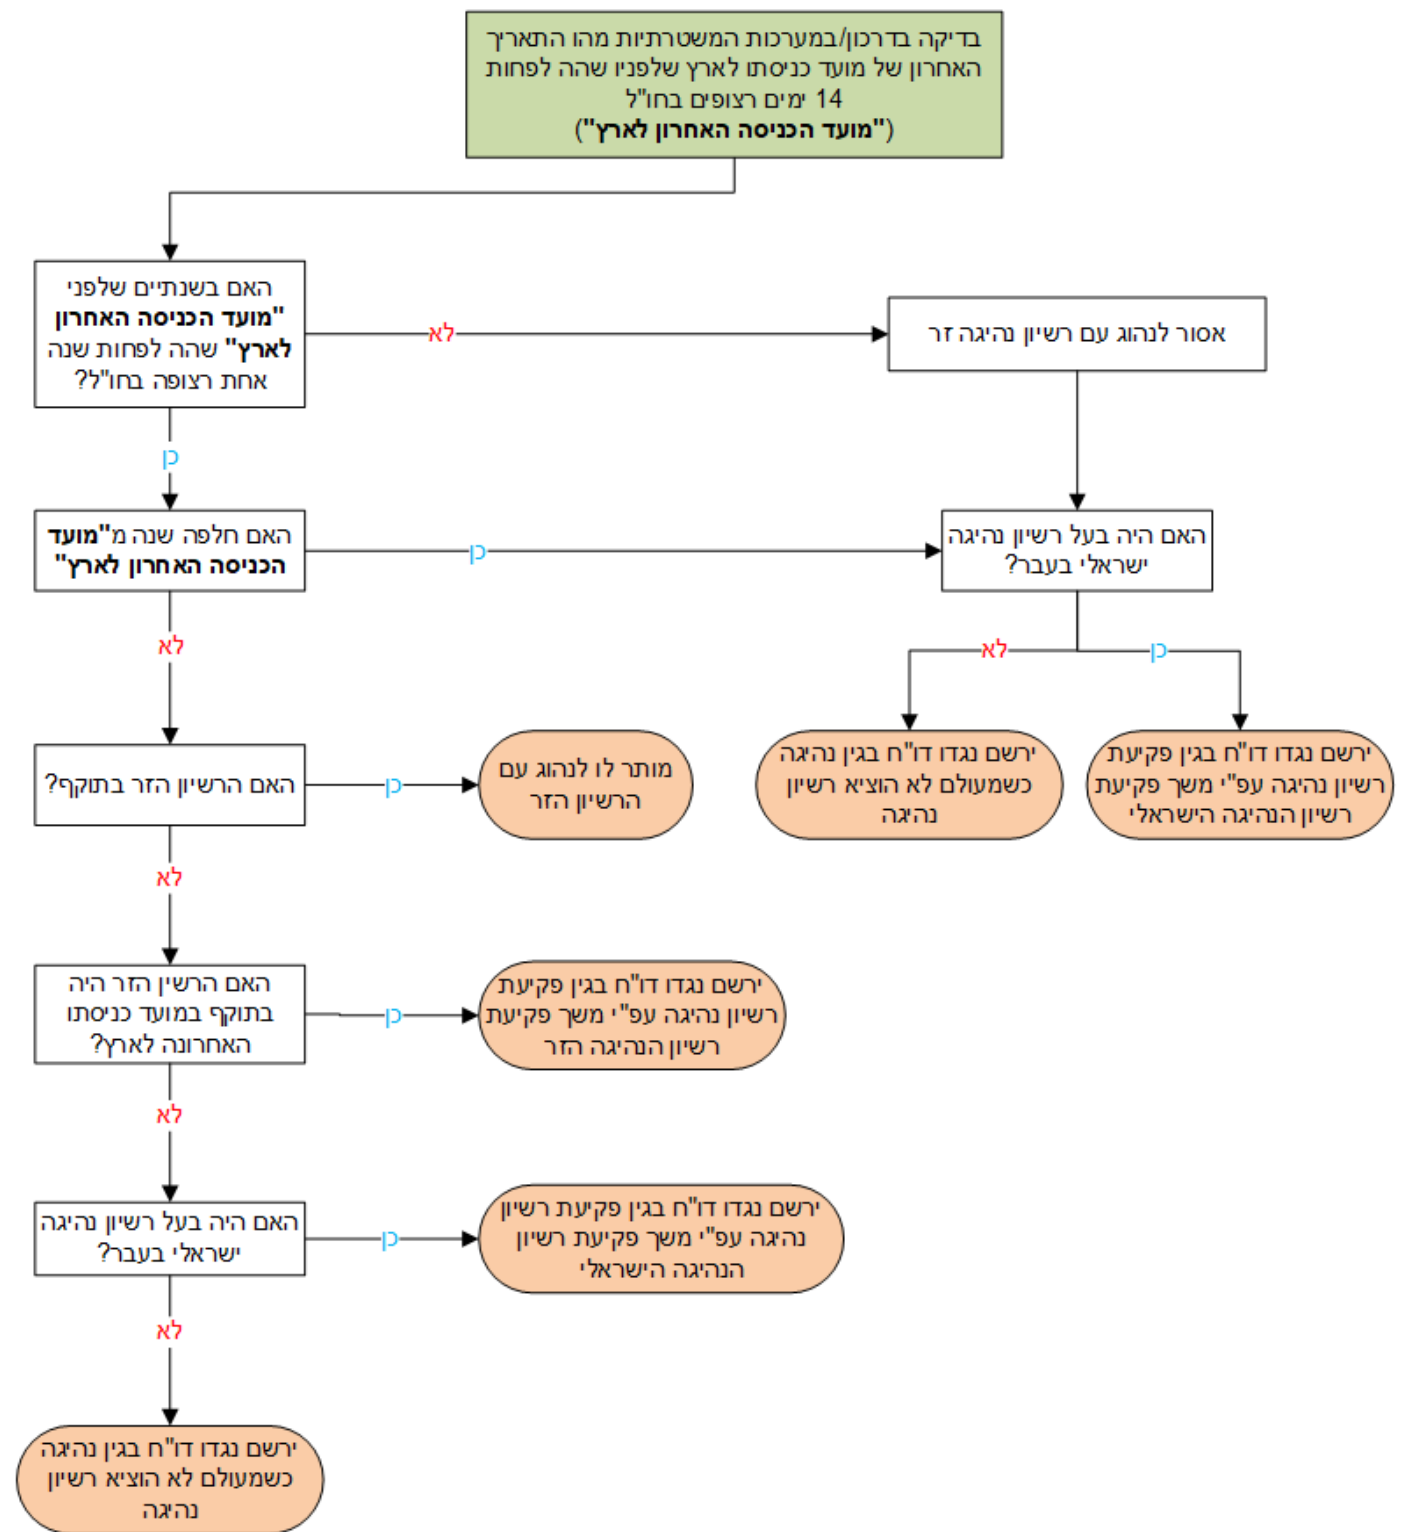 בדיקה בדרכון/במערכות המשטרתיות מהו התאריך
האחרון של מועד כניסתו לארץ שלפניו שהה לפחות
14 ימים רצופים בחו"ל
("מועד הכניסה האחרון לארץ")
האם בשנתיים שלפני
"מועד הכניסה האחרון
לארץ" שהה לפחות שנה
אחת רצופה בחו"ל?
לא
אסור לנהוג עם רשיון נהיגה זר
כן
האם חלפה שנה מ"מועד
הכניסה האחרון לארץ"
כן
האם היה בעל רשיון נהיגה
ישראלי בעבר?
לא
לא
כן
האם הרשיון הזר בתוקף?
כן
מותר לו לנהוג עם
הרשיון הזר
ירשם נגדו דו"ח בגין נהיגה
כשמעולם לא הוציא רשיון
נהיגה
ירשם נגדו דו"ח בגין פקיעת
רשיון נהיגה עפ"י משך פקיעת
רשיון הנהיגה הישראלי
לא
האם הרשין הזר היה
בתוקף במועד כניסתו
האחרונה לארץ?
כן
ירשם נגדו דו"ח בגין פקיעת
רשיון נהיגה עפ"י משך פקיעת
רשיון הנהיגה הזר
לא
האם היה בעל רשיון נהיגה
ישראלי בעבר?
כן
ירשם נגדו דו"ח בגין פקיעת רשיון
נהיגה עפ"י משך פקיעת רשיון
הנהיגה הישראלי
לא
ירשם נגדו דו"ח בגין נהיגה
כשמעולם לא הוציא רשיון
נהיגה